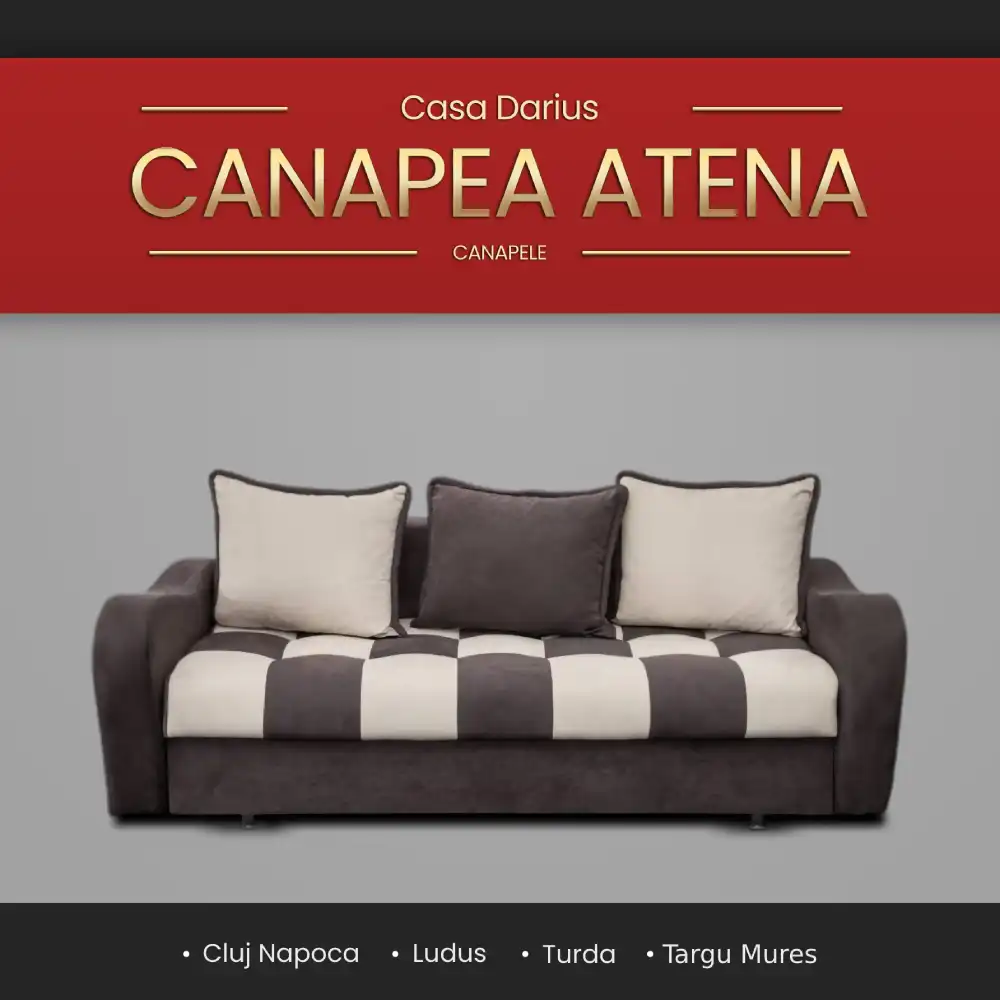 Casa Darius
CANAPEA ATENA
CANAPELE
• Cluj Napoca • Ludus • Turda • Targu Mures